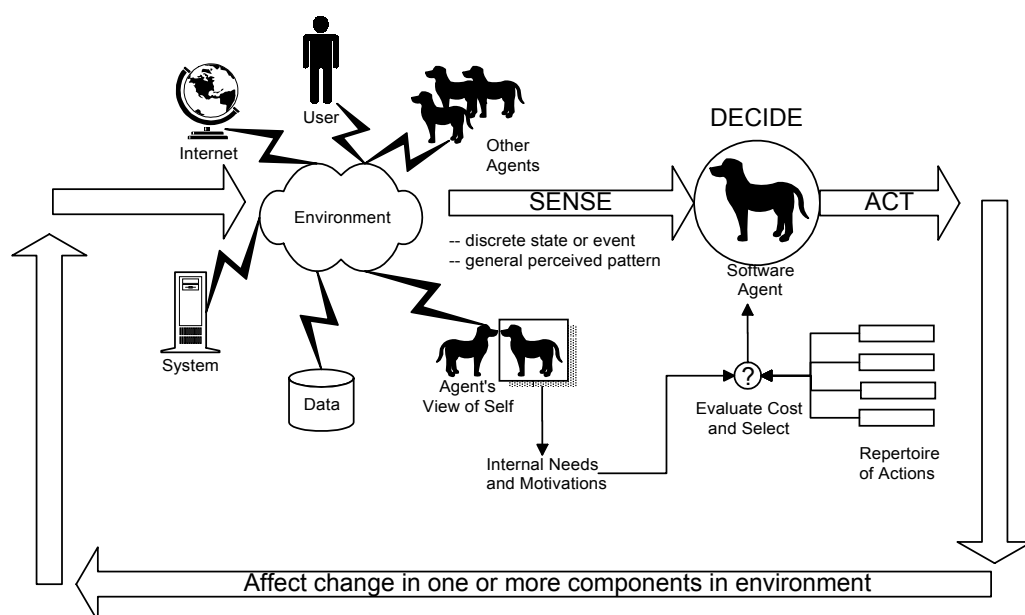 User
Internet
Other
Agents
DECIDE
Environment
SENSE
ACT
-- discrete state or event
-- general perceived pattern
Software
Agent
System
Data
Agent's
View of Self
?
Evaluate Cost
and Select
Internal Needs
and Motivations
Repertoire
of Actions
Affect change in one or more components in environment